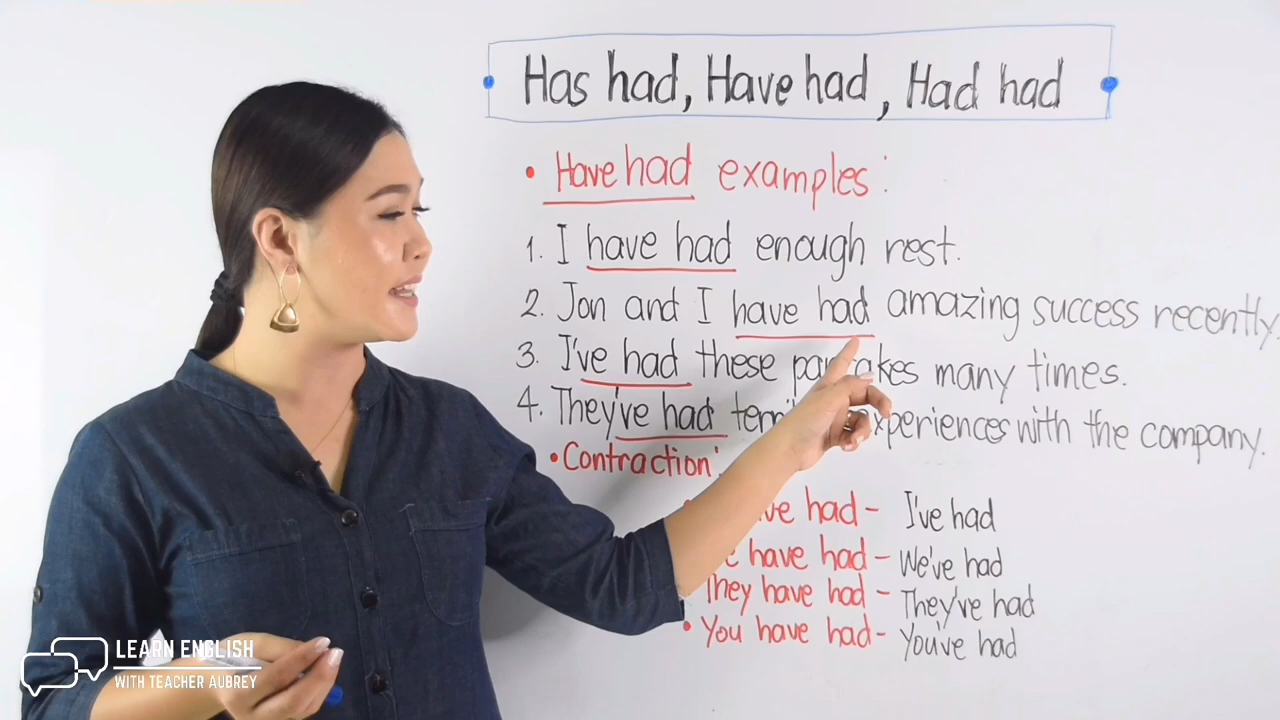 Has had, Have had, Had had
• Have had examples:
1. I have had enough rest.
2. Jon and I have had amazing success recently.
3. I've had these many times.
4. They've had experiences with the company.
• Contraction:
have had - I've had
have had - We've had
They have had - They've had
• You have had - You've had
LEARN ENGLISH
WITH TEACHER AUBREY